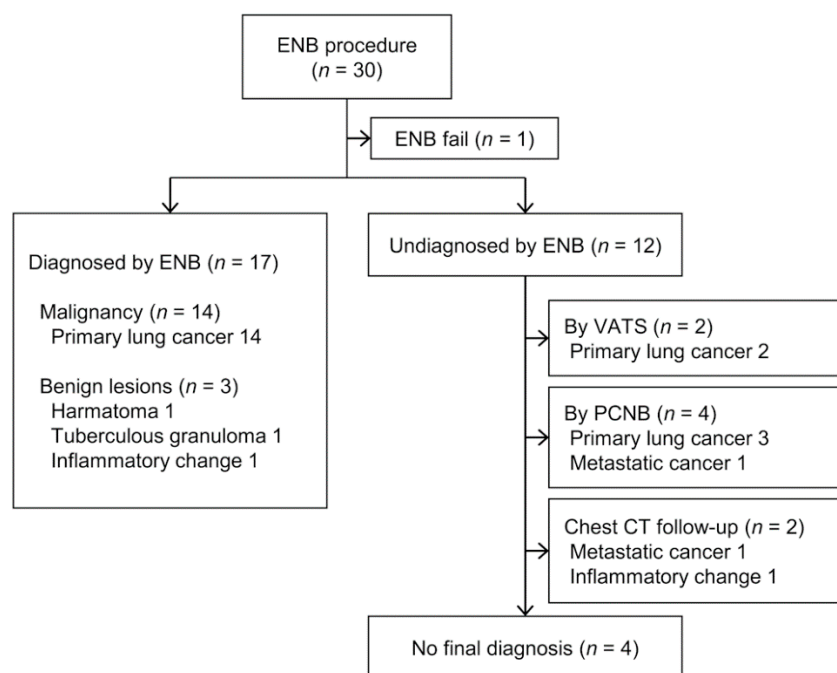 ENB procedure
(n = 30)
ENB fail (n = 1)
Diagnosed by ENB (n = 17)
Malignancy (n = 14)
Primary lung cancer 14
Benign lesions (n = 3)
Harmatoma 1
Tuberculous granuloma 1
Inflammatory change 1
Undiagnosed by ENB (n = 12)
By VATS (n = 2)
Primary lung cancer 2
By PCNB (n = 4)
Primary lung cancer 3
Metastatic cancer 1
Chest CT follow-up (n = 2)
Metastatic cancer 1
Inflammatory change 1
No final diagnosis (n = 4)